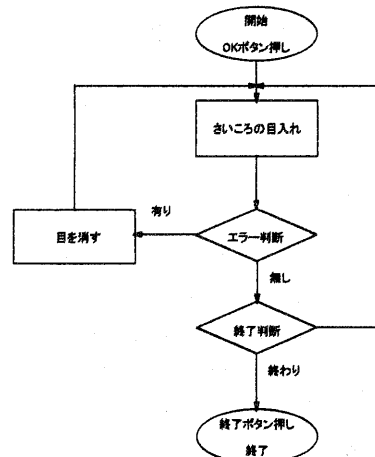 開始
OKボタン押し
さいころの目入れ
有り
目を消す
エラー判断
無し
終了判断
終わり
終了ボタン押し
終了